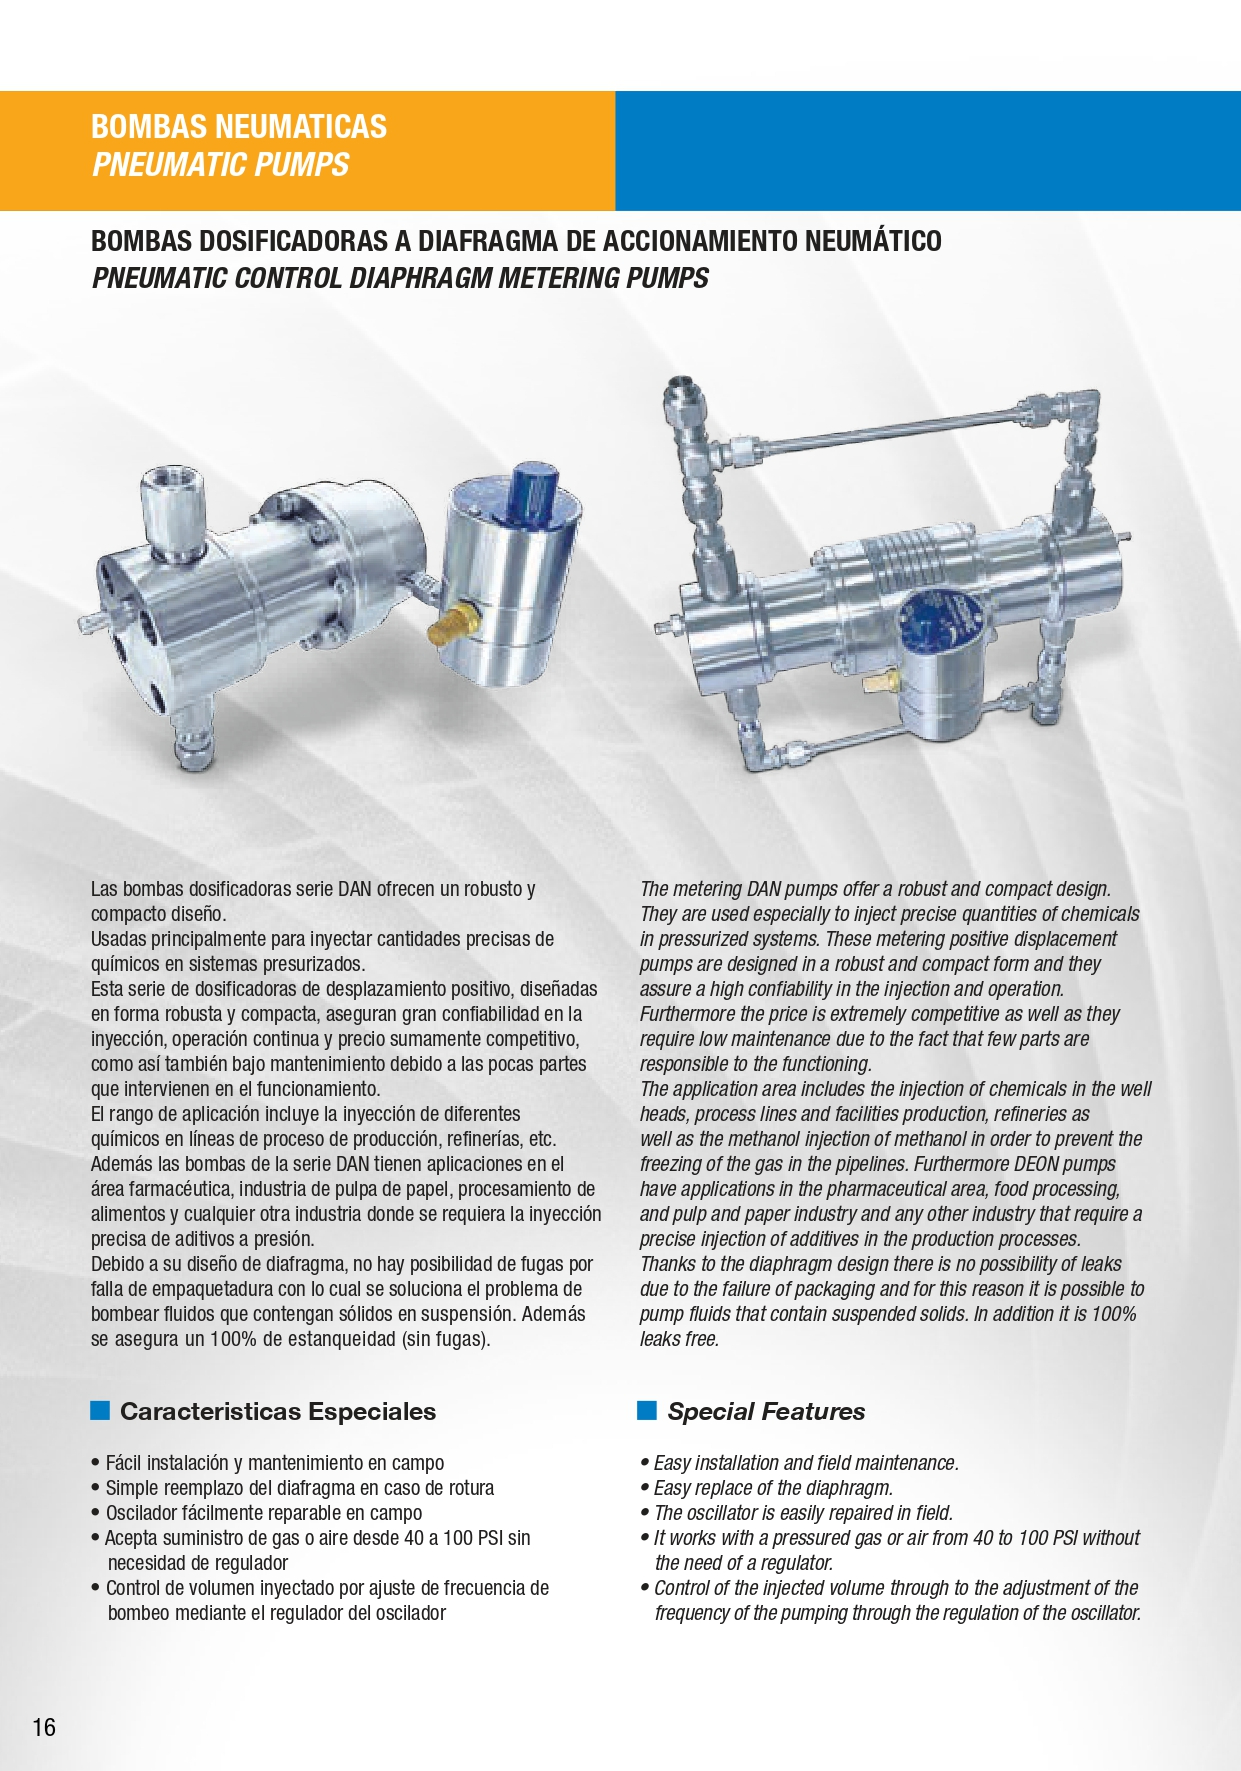 BOMBAS NEUMATICAS
PNEUMATIC PUMPS
BOMBAS DOSIFICADORAS A DIAFRAGMA DE ACCIONAMIENTO NEUMÁTICO
PNEUMATIC CONTROL DIAPHRAGM METERING PUMPS
Las bombas dosificadoras serie DAN ofrecen un robusto y
compacto diseño.
Usadas principalmente para inyectar cantidades precisas de
químicos en sistemas presurizados.
Esta serie de dosificadoras de desplazamiento positivo, diseñadas
en forma robusta y compacta, aseguran gran confiabilidad en la
inyección, operación continua y precio sumamente competitivo,
como así también bajo mantenimiento debido a las pocas partes
que intervienen en el funcionamiento.
El rango de aplicación incluye la inyección de diferentes
químicos en líneas de proceso de producción, refinerías, etc.
Además las bombas de la serie DAN tienen aplicaciones en el
área farmacéutica, industria de pulpa de papel, procesamiento de
alimentos y cualquier otra industria donde se requiera la inyección
precisa de aditivos a presión.
Debido a su diseño de diafragma, no hay posibilidad de fugas por
falla de empaquetadura con lo cual se soluciona el problema de
bombear fluidos que contengan sólidos en suspensión. Además
se asegura un 100% de estanqueidad (sin fugas).
The metering DAN pumps offer a robust and compact design.
They are used especially to inject precise quantities of chemicals
in pressurized systems. These metering positive displacement
pumps are designed in a robust and compact form and they
assure a high confiability in the injection and operation.
Furthermore the price is extremely competitive as well as they
require low maintenance due to the fact that few parts are
responsible to the functioning.
The application area includes the injection of chemicals in the well
heads, process lines and facilities production, refineries as
well as the methanol injection of methanol in order to prevent the
freezing of the gas in the pipelines. Furthermore DEON pumps
have applications in the pharmaceutical area, food processing,
and pulp and paper industry and any other industry that require a
precise injection of additives in the production processes.
Thanks to the diaphragm design there is no possibility of leaks
due to the failure of packaging and for this reason it is possible to
pump fluids that contain suspended solids. In addition it is 100%
leaks free.
Caracteristicas Especiales
• Fácil instalación y mantenimiento en campo
• Simple reemplazo del diafragma en caso de rotura
• Oscilador fácilmente reparable en campo
• Acepta suministro de gas o aire desde 40 a 100 PSI sin
necesidad de regulador
• Control de volumen inyectado por ajuste de frecuencia de
bombeo mediante el regulador del oscilador
Special Features
• Easy installation and field maintenance.
• Easy replace of the diaphragm.
• The oscillator is easily repaired in field.
• It works with a pressured gas or air from 40 to 100 PSI without
the need of a regulator.
• Control of the injected volume through to the adjustment of the
frequency of the pumping through the regulation of the oscillator.
16